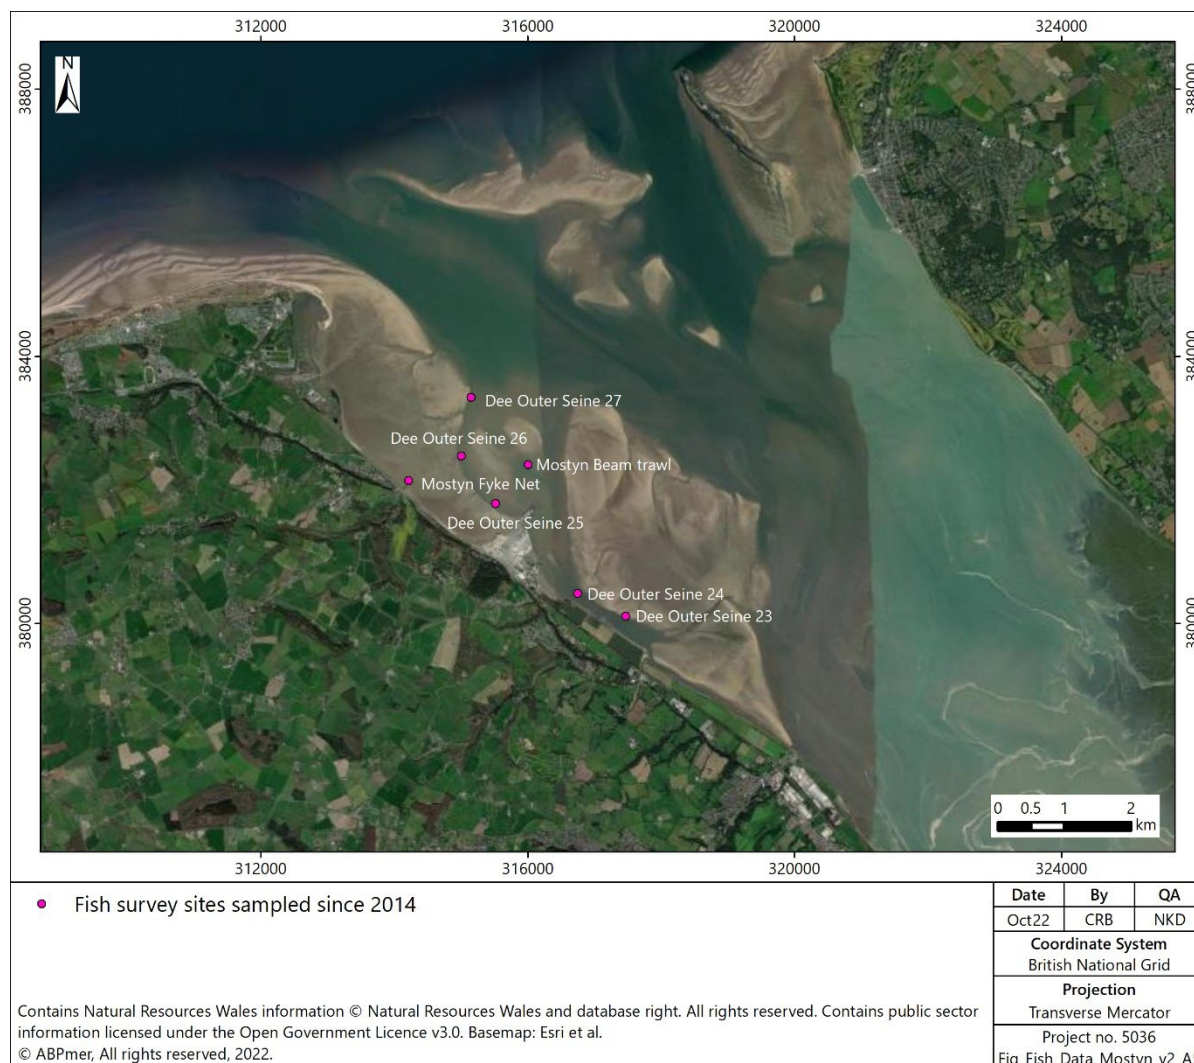 312000 316000 320000 324000
388000 388000
N
384000 384000
Dee Outer Seine 27
Dee Outer Seine 26
Mostyn Beam trawl
Mostyn Fyke Net
Dee Outer Seine 25
Dee Outer Seine 24
Dee Outer Seine 23
380000 380000
0 0.5 1 2
km
312000 316000 320000 324000
Fish survey sites sampled since 2014
Date By QA
Oct22 CRB NKD
Coordinate System
British National Grid
Projection
Transverse Mercator
Project no. 5036
Contains Natural Resources Wales information © Natural Resources Wales and database right. All rights reserved. Contains public sector
information licensed under the Open Government Licence v3.0. Basemap: Esri et al.
© ABPmer, All rights reserved, 2022.
Fig_Fish_Data_Mostyn_v2_A